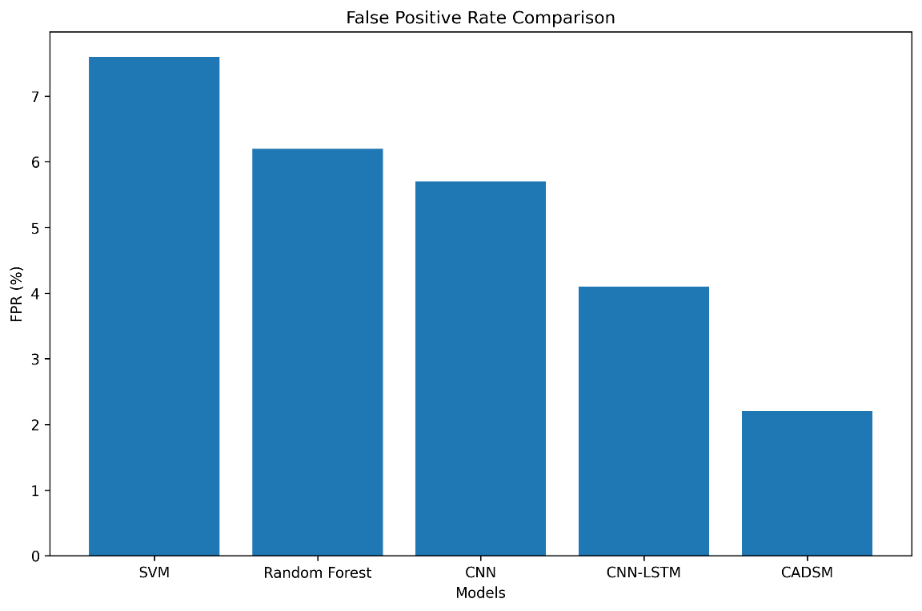 False Positive Rate Comparison
FPR (%)
7
6
5
4
3
2
1
0
SVM Random Forest CNN CNN-LSTM CADSM
Models